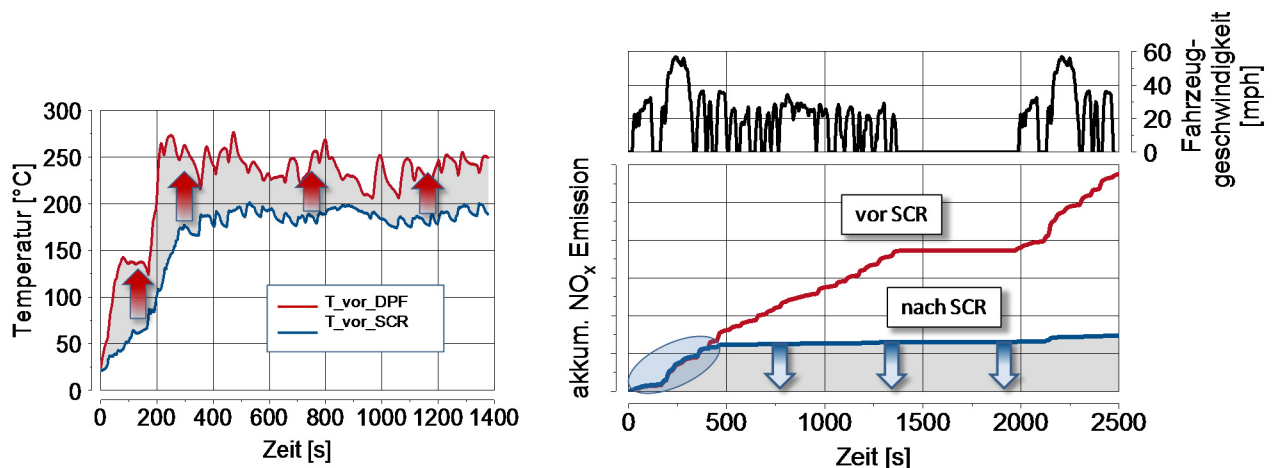 300
250
200
150
100
50
0
Temperatur [°C]
T_vor_DPF
T_vor_SCR
0 200 400 600 800 1000 1200 1400
Zeit [s]
60
40
20
0
Fahrzeug-
geschwindigkeit
[mph]
akkum. NOx Emission
vor SCR
nach SCR
0 500 1000 1500 2000 2500
Zeit [s]